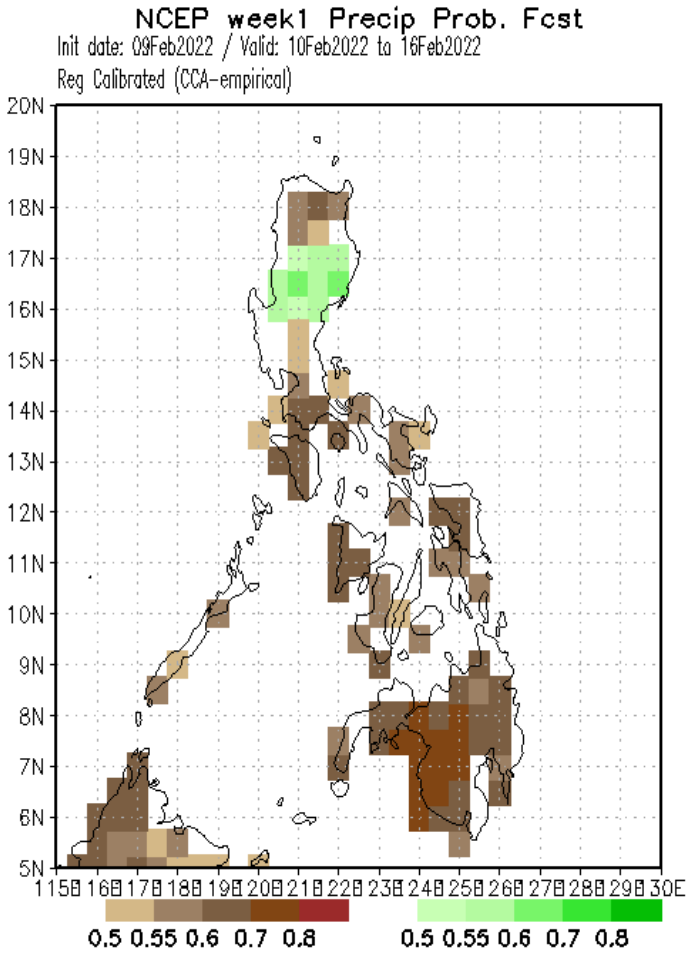 NCEP week1 Precip Prob. Fcst
Init date: 09Feb2022 / Valid: 10Feb2022 to 16Feb2022
Reg Calibrated (CCA-empirical)
20N
19N
18N
17N
16N
15N
14N
13N
12N
11N
10N
9N
8N
7N
6N
5N
0.5 0.55 0.6 0.7 0.8
0.5 0.55 0.6 0.7 0.8